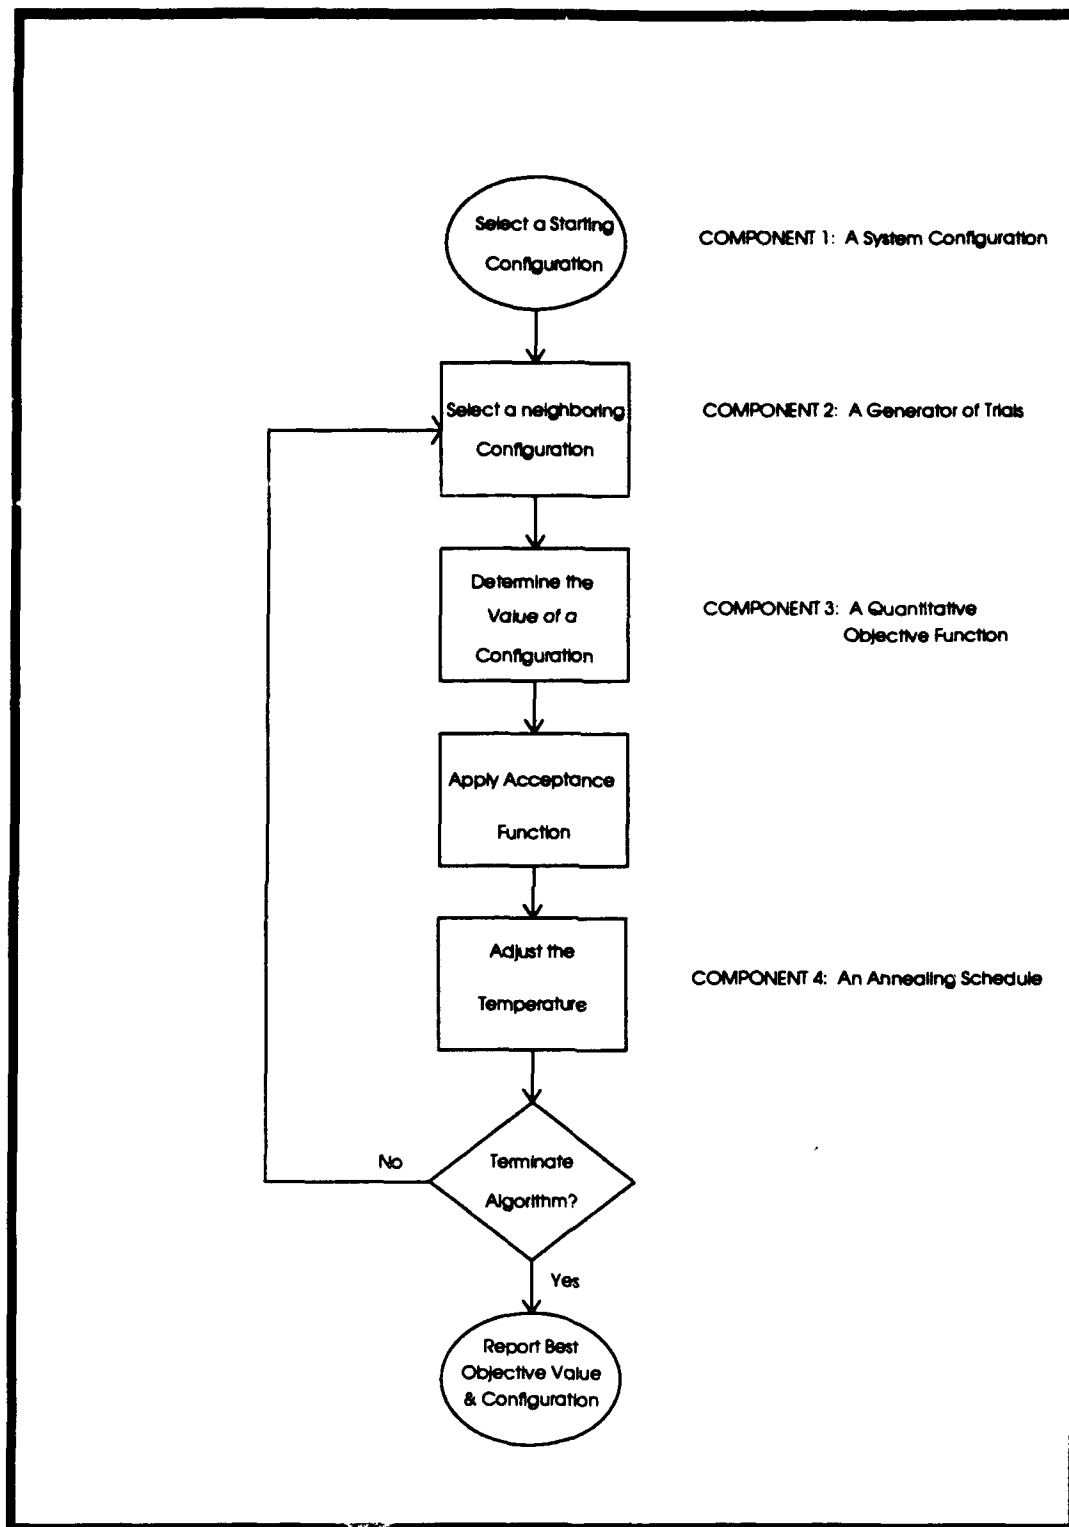 Select a Starting
Configuration
COMPONENT 1: A System Configuration
Select a neighboring
Configuration
COMPONENT 2: A Generator of Trials
Determine the
Value of a
Configuration
COMPONENT 3: A Quantitative
Objective Function
Apply Acceptance
Function
Adjust the
Temperature
COMPONENT 4: An Annealing Schedule
No
Terminate
Algorithm?
Yes
Report Best
Objective Value
& Configuration